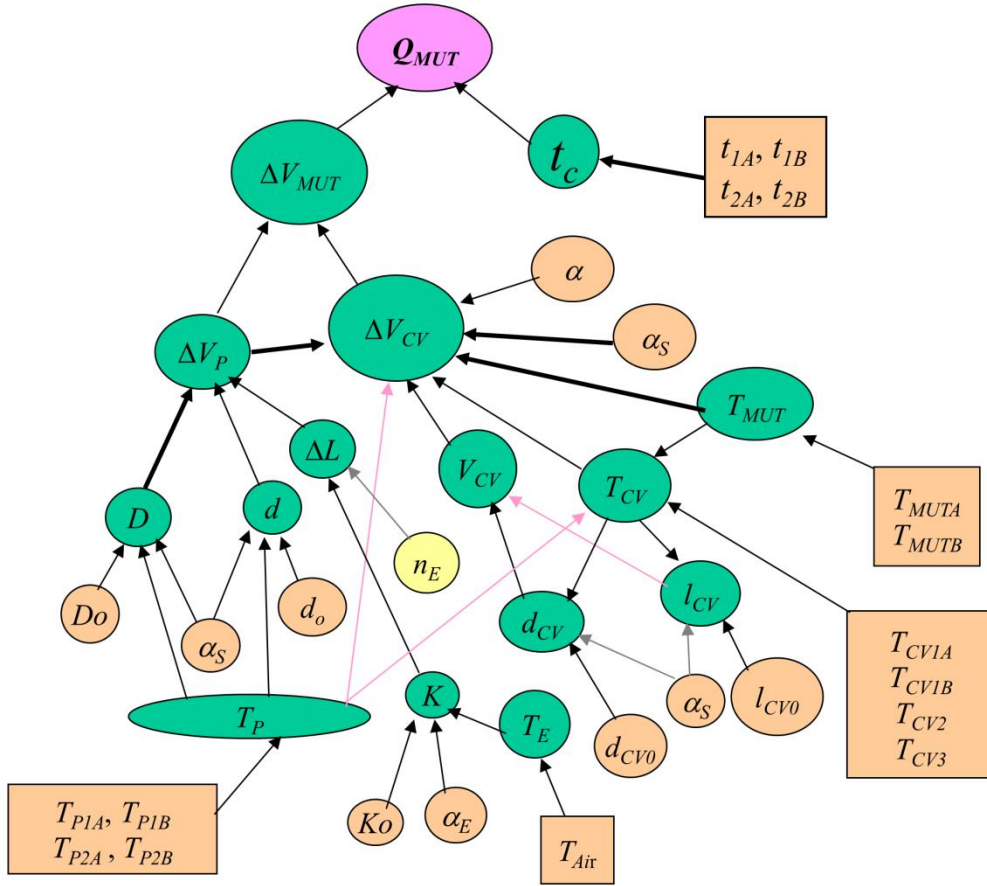 Q_MUT
t_c
t_1A, t_1B
t_2A, t_2B
ΔV_MUT
α
ΔV_CV
α_S
ΔV_P
T_MUT
ΔL
V_CV
T_CV
T_MUTA
T_MUTB
D
d
n_E
Do
α_S
d_o
d_CV
l_CV
T_CV1A
T_CV1B
T_CV2
T_CV3
T_P
K
T_E
d_CV0
α_S
l_CV0
T_P1A, T_P1B
T_P2A , T_P2B
Ko
α_E
T_Air